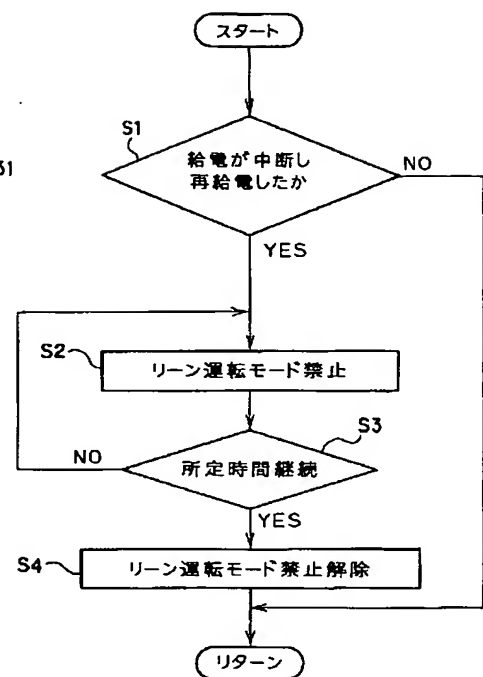 スタート
S1
給電が中断し
再給電したか
NO
31
YES
S2
リーン運転モード禁止
S3
NO
所定時間継続
YES
S4
リーン運転モード禁止解除
リターン